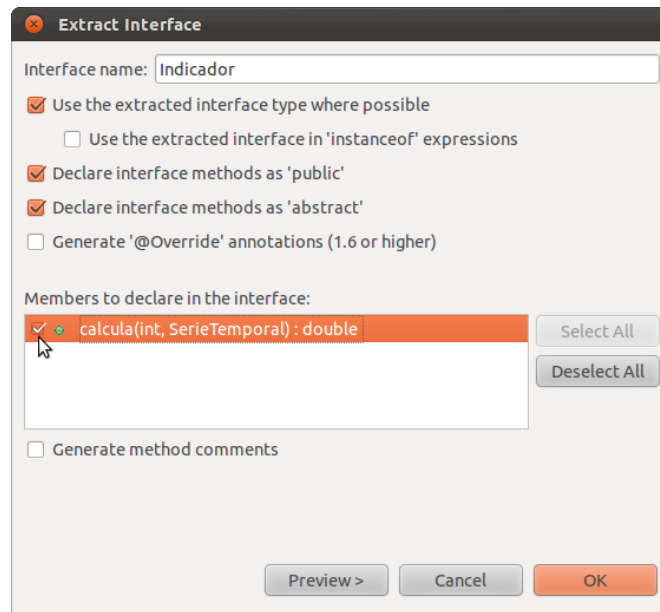 Extract Interface
Interface name: Indicador
Use the extracted interface type where possible
Use the extracted interface in 'instanceof' expressions
Declare interface methods as 'public'
Declare interface methods as 'abstract'
Generate '@Override' annotations (1.6 or higher)
Members to declare in the interface:
calcula(int, SerieTemporal) : double
Select All
Deselect All
Generate method comments
Preview > Cancel OK